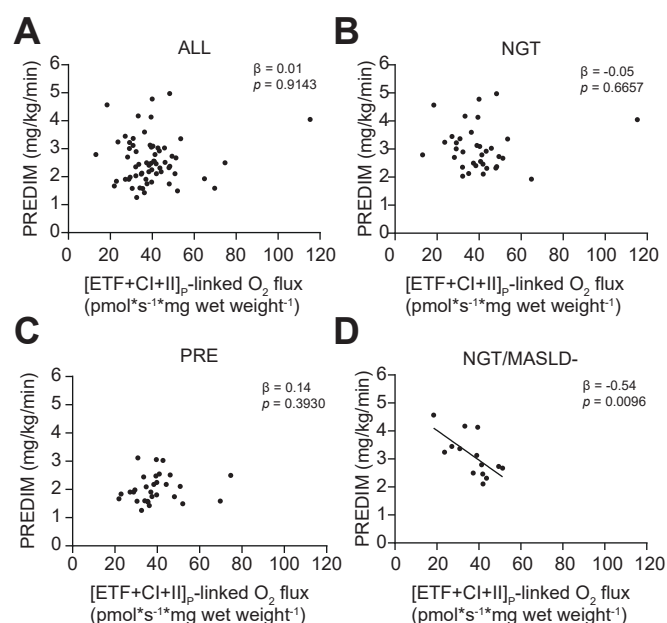 A
ALL
β = 0.01
p = 0.9143
PREDIM (mg/kg/min)
6
5
4
3
2
1
0
0 20 40 60 80 100 120
[ETF+CI+II]P-linked O2 flux
(pmol*s-1*mg wet weight-1)
B
NGT
β = -0.05
p = 0.6657
PREDIM (mg/kg/min)
6
5
4
3
2
1
0
0 20 40 60 80 100 120
[ETF+CI+II]P-linked O2 flux
(pmol*s-1*mg wet weight-1)
C
PRE
β = 0.14
p = 0.3930
PREDIM (mg/kg/min)
6
5
4
3
2
1
0
0 20 40 60 80 100 120
[ETF+CI+II]P-linked O2 flux
(pmol*s-1*mg wet weight-1)
D
NGT/MASLD-
β = -0.54
p = 0.0096
PREDIM (mg/kg/min)
6
5
4
3
2
1
0
0 20 40 60 80 100 120
[ETF+CI+II]P-linked O2 flux
(pmol*s-1*mg wet weight-1)